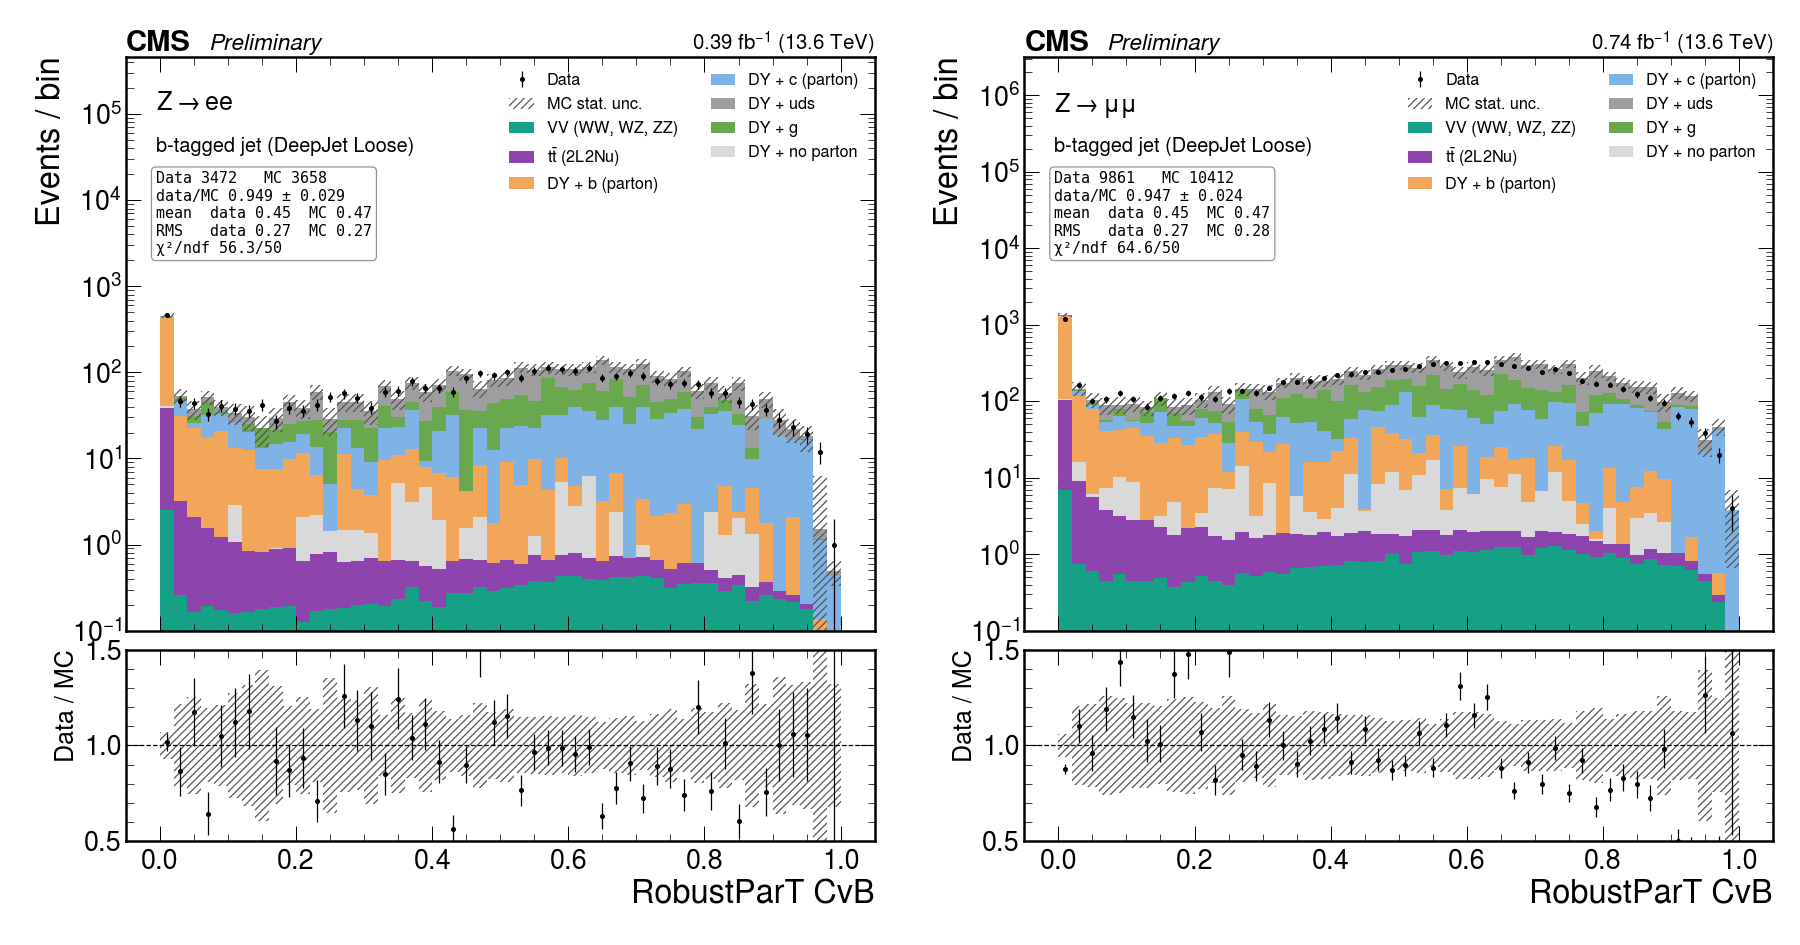 CMS Preliminary 0.39 fb⁻¹ (13.6 TeV)
Events / bin
Z→ee
b-tagged jet (DeepJet Loose)
Data 3472   MC 3658
data/MC 0.949 ± 0.029
mean  data 0.45  MC 0.47
RMS   data 0.27  MC 0.27
χ²/ndf 56.3/50
Data
MC stat. unc.
VV (WW, WZ, ZZ)
tt̄ (2L2Nu)
DY + b (parton)
DY + c (parton)
DY + uds
DY + g
DY + no parton
10⁵
10⁴
10³
10²
10¹
10⁰
10⁻¹
Data / MC
1.5
1.0
0.5
0.0 0.2 0.4 0.6 0.8 1.0
RobustParT CvB
CMS Preliminary 0.74 fb⁻¹ (13.6 TeV)
Events / bin
Z→μμ
b-tagged jet (DeepJet Loose)
Data 9861   MC 10412
data/MC 0.947 ± 0.024
mean  data 0.45  MC 0.47
RMS   data 0.27  MC 0.28
χ²/ndf 64.6/50
Data
MC stat. unc.
VV (WW, WZ, ZZ)
tt̄ (2L2Nu)
DY + b (parton)
DY + c (parton)
DY + uds
DY + g
DY + no parton
10⁶
10⁵
10⁴
10³
10²
10¹
10⁰
10⁻¹
Data / MC
1.5
1.0
0.5
0.0 0.2 0.4 0.6 0.8 1.0
RobustParT CvB